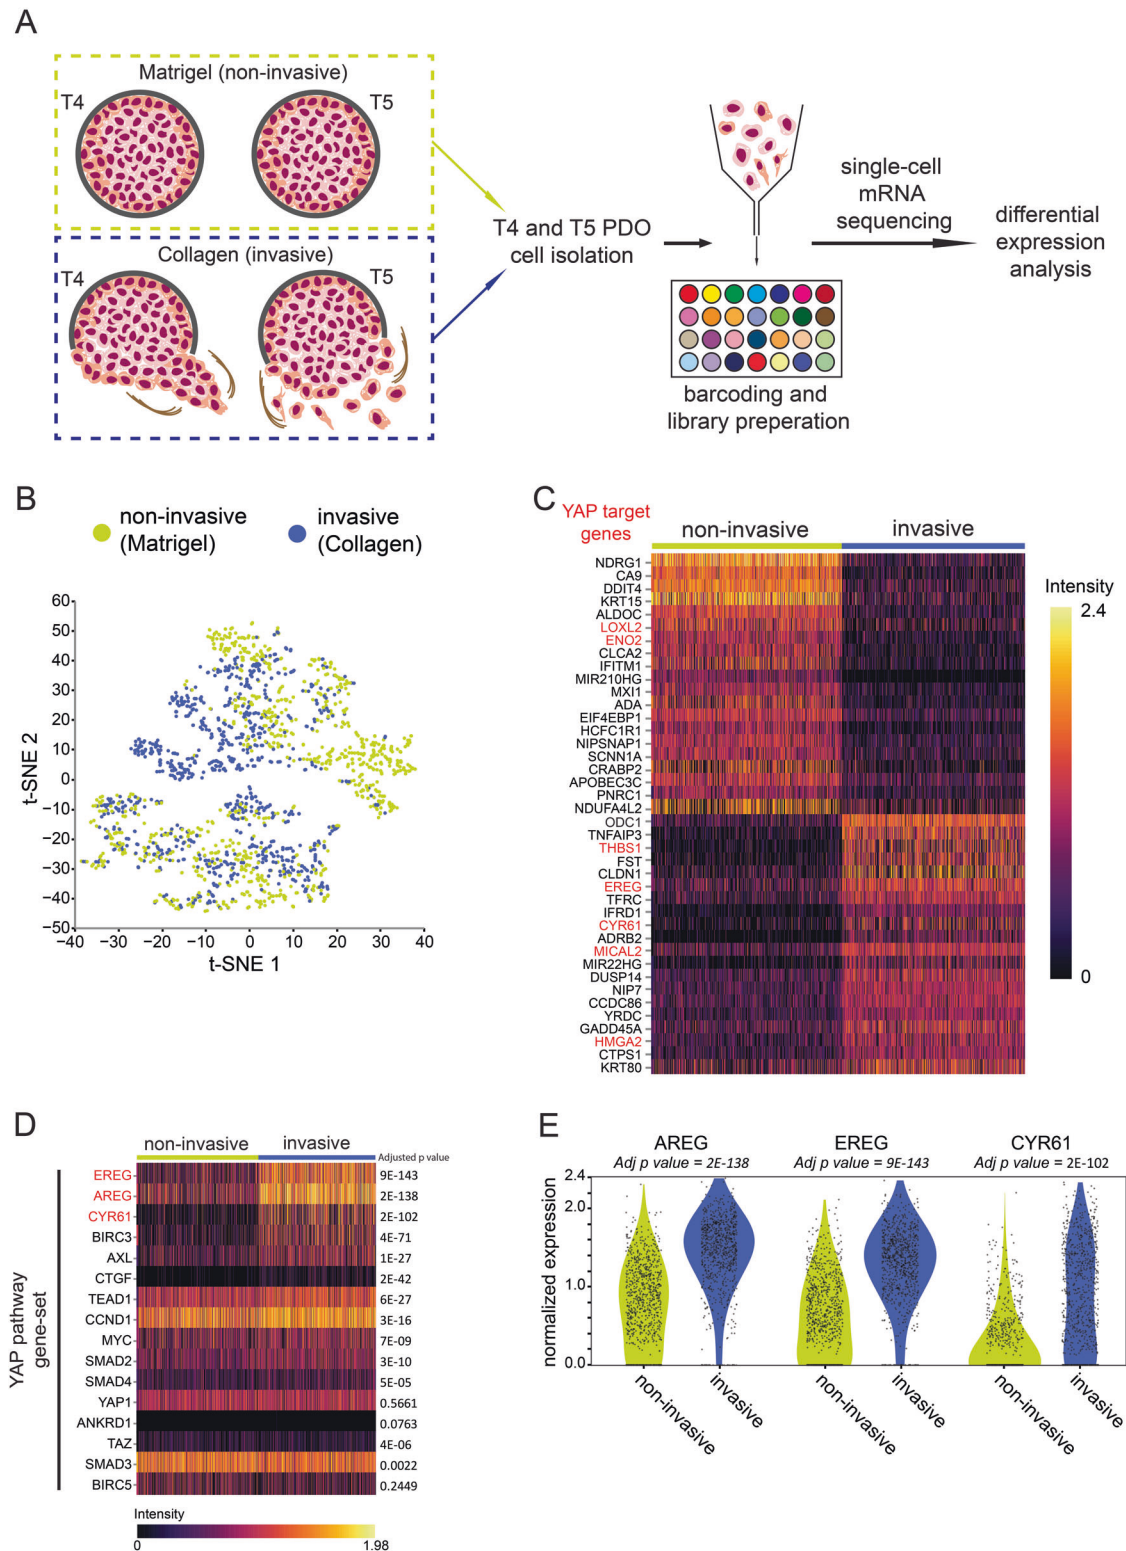 A
Matrigel (non-invasive)
T4
T5
Collagen (invasive)
T4
T5
T4 and T5 PDO
cell isolation
barcoding and
library preperation
single-cell
mRNA
sequencing
differential
expression
analysis
B
non-invasive
(Matrigel)
invasive
(Collagen)
60
50
40
30
20
10
0
−10
−20
−30
−40
−50
t-SNE 2
−40
−30
−20
−10
0
10
20
30
40
t-SNE 1
C
YAP target
genes
non-invasive
invasive
NDRG1
CA9
DDIT4
KRT15
ALDOC
LOXL2
ENO2
CLCA2
IFITM1
MIR210HG
MXI1
ADA
EIF4EBP1
HCFC1R1
NIPSNAP1
SCNN1A
CRABP2
APOBEC3C
PNRC1
NDUFA4L2
ODC1
TNFAIP3
THBS1
FST
CLDN1
EREG
TFRC
IFRD1
CYR61
ADRB2
MICAL2
MIR22HG
DUSP14
NIP7
CCDC86
YRDC
GADD45A
HMGA2
CTPS1
KRT80
Intensity
2.4
0
D
non-invasive
invasive
Adjusted p value
YAP pathway
gene-set
EREG 9E-143
AREG 2E-138
CYR61 2E-102
BIRC3 4E-71
AXL 1E-27
CTGF 2E-42
TEAD1 6E-27
CCND1 3E-16
MYC 7E-09
SMAD2 3E-10
SMAD4 5E-05
YAP1 0.5661
ANKRD1 0.0763
TAZ 4E-06
SMAD3 0.0022
BIRC5 0.2449
Intensity
0 1.98
E
AREG
Adj p value = 2E-138
EREG
Adj p value = 9E-143
CYR61
Adj p value = 2E-102
normalized expression
2.4
2.0
1.0
0.0
non-invasive
invasive
non-invasive
invasive
non-invasive
invasive